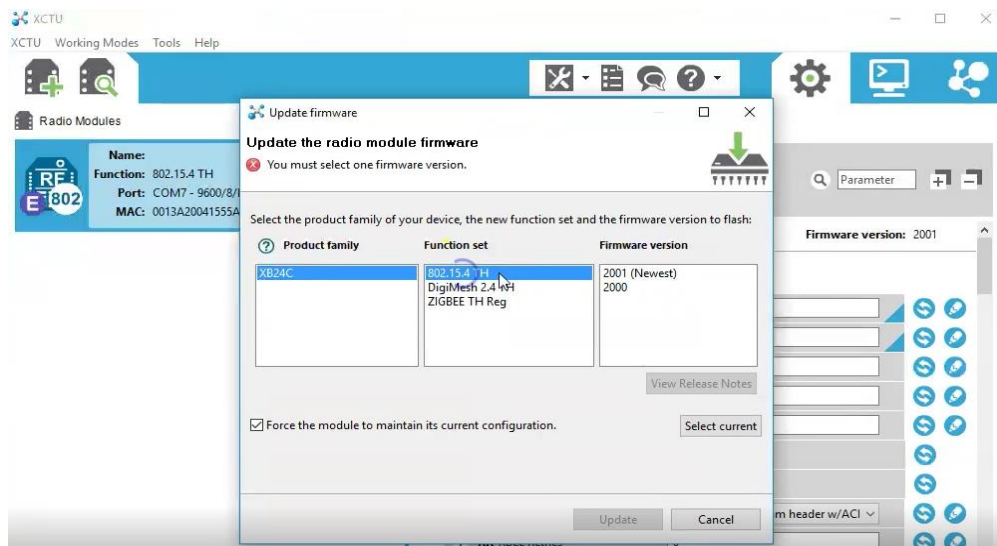 XCTU
XCTU Working Modes Tools Help
Radio Modules
Name:
Function: 802.15.4 TH
Port: COM7 - 9600/8/
MAC: 0013A20041555A
RF
E 802
Update firmware
Update the radio module firmware
You must select one firmware version.
Select the product family of your device, the new function set and the firmware version to flash:
Product family Function set Firmware version
XB24C 802.15.4 TH 2001 (Newest)
DigiMesh 2.4 TH 2000
ZIGBEE TH Reg
View Release Notes
Force the module to maintain its current configuration.
Select current
Update Cancel
Parameter
Firmware version: 2001
m header w/ACI